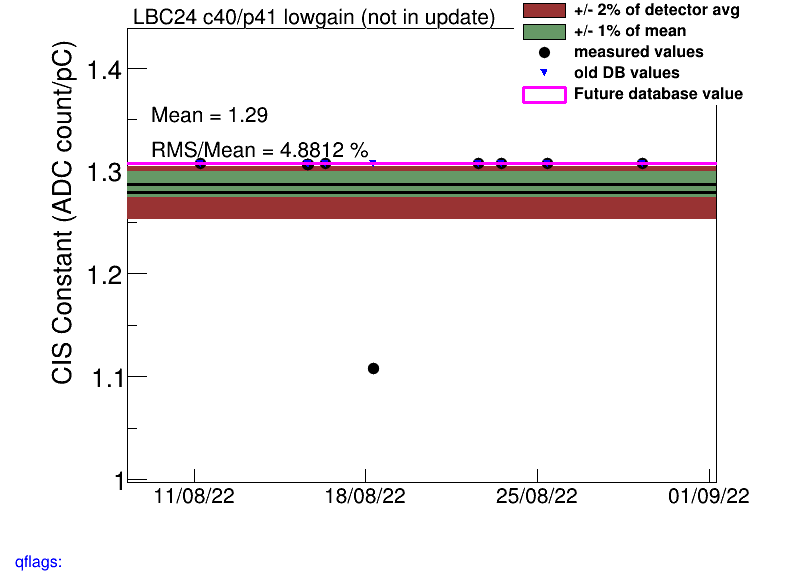 LBC24 c40/p41 lowgain (not in update)
+/- 2% of detector avg
+/- 1% of mean
measured values
old DB values
Future database value
Mean = 1.29
RMS/Mean = 4.8812 %
CIS Constant (ADC count/pC)
1.4
1.3
1.2
1.1
1
11/08/22 18/08/22 25/08/22 01/09/22
qflags: